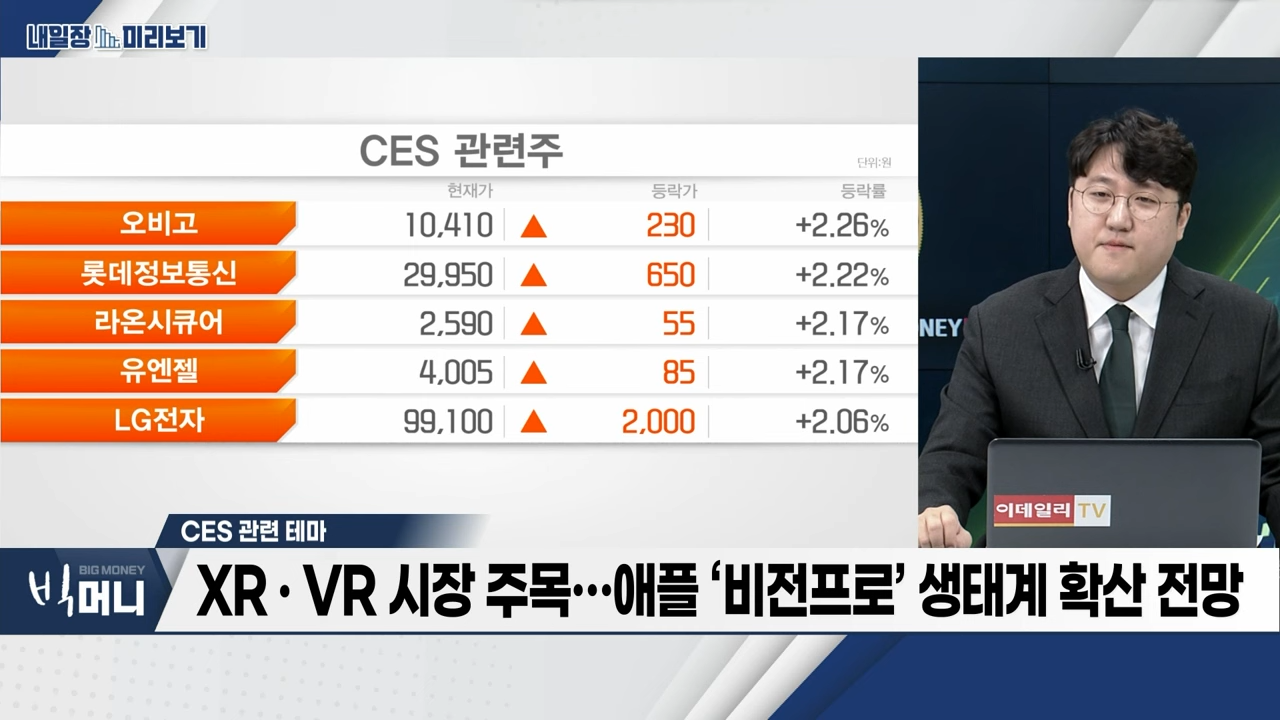 내일장 미리보기
CES 관련주
단위:원
현재가 등락가 등락률
오비고 10,410 ▲ 230 +2.26%
롯데정보통신 29,950 ▲ 650 +2.22%
라온시큐어 2,590 ▲ 55 +2.17%
유엔젤 4,005 ▲ 85 +2.17%
LG전자 99,100 ▲ 2,000 +2.06%
NEY
이데일리 TV
CES 관련 테마
BIG MONEY
빅머니
XR·VR 시장 주목…애플 ‘비전프로’ 생태계 확산 전망